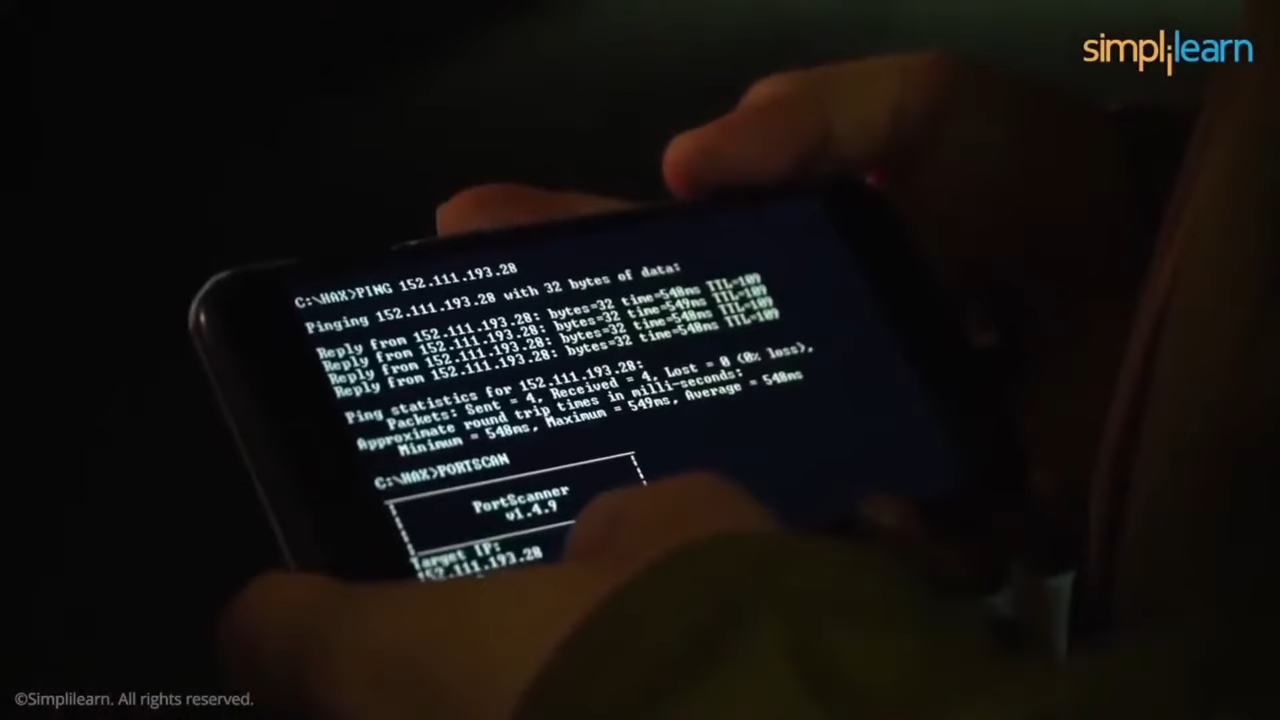 simplilearn
C:\HAX>PING 152.111.193.28
Pinging 152.111.193.28 with 32 bytes of data:
Reply from 152.111.193.28: bytes=32 time=548ms TTL=109
Reply from 152.111.193.28: bytes=32 time=549ms TTL=109
Reply from 152.111.193.28: bytes=32 time=548ms TTL=109
Reply from 152.111.193.28: bytes=32 time=548ms TTL=109
Ping statistics for 152.111.193.28:
Packets: Sent = 4, Received = 4, Lost = 0 (0% loss),
Approximate round trip times in milli-seconds:
Minimum = 548ms, Maximum = 549ms, Average = 548ms
C:\HAX>PORTSCAN
PortScanner
v1.4.9
Target IP:
152.111.193.28
©Simplilearn. All rights reserved.